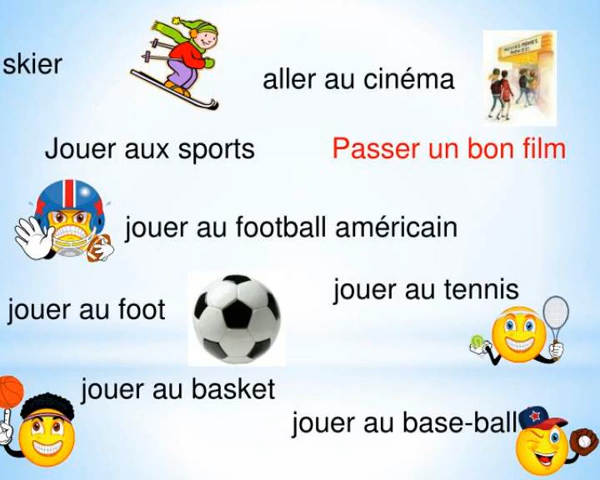 skier
aller au cinéma
Jouer aux sports
Passer un bon film
jouer au football américain
jouer au tennis
jouer au foot
jouer au basket
jouer au base-ball